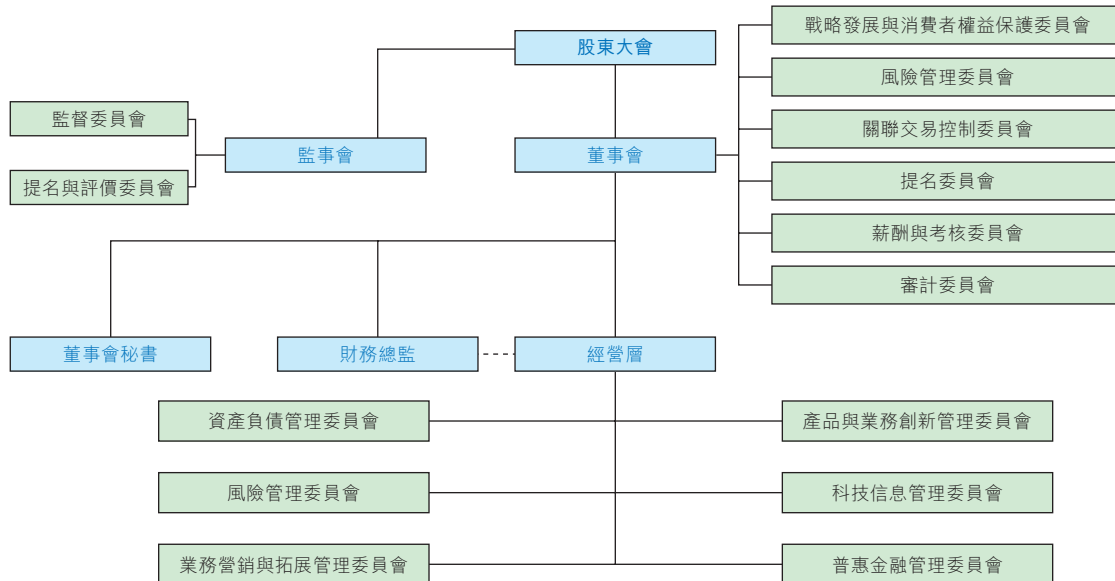 股東大會
戰略發展與消費者權益保護委員會
風險管理委員會
關聯交易控制委員會
提名委員會
薪酬與考核委員會
審計委員會
監督委員會
提名與評價委員會
監事會
董事會
董事會秘書
財務總監
經營層
資產負債管理委員會
產品與業務創新管理委員會
風險管理委員會
科技信息管理委員會
業務營銷與拓展管理委員會
普惠金融管理委員會